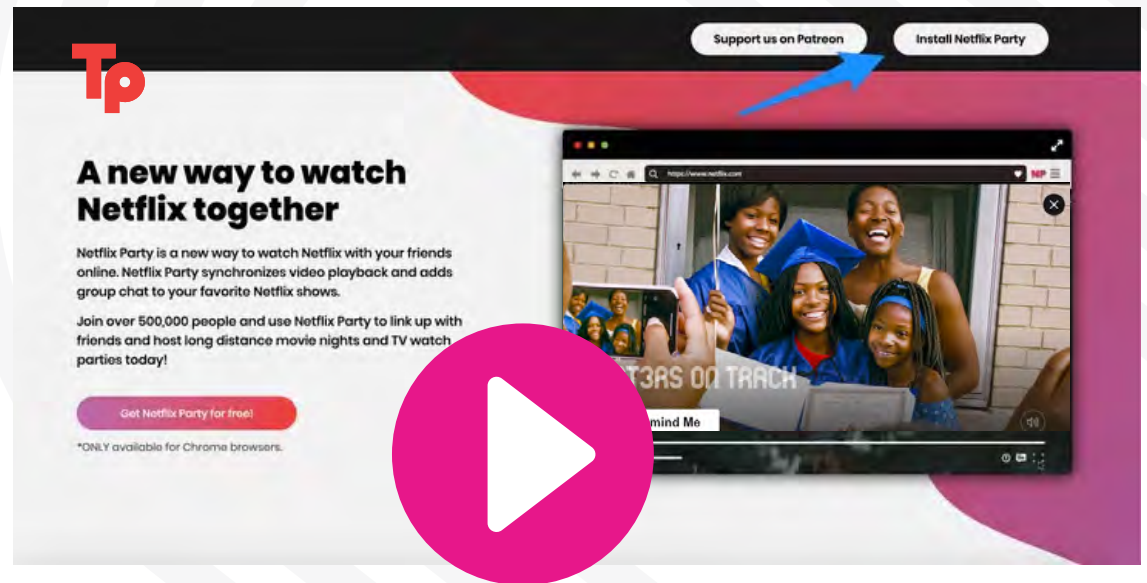 Support us on Patreon
Install Netflix Party
Tp
A new way to watch
Netflix together
Netflix Party is a new way to watch Netflix with your friends
online. Netflix Party synchronizes video playback and adds
group chat to your favorite Netflix shows.
Join over 500,000 people and use Netflix Party to link up with
friends and host long distance movie nights and TV watch
parties today!
Get Netflix Party for free!
*ONLY available for Chrome browsers.
https://www.netflix.com
NP
T3RS ON TRACK
mind Me